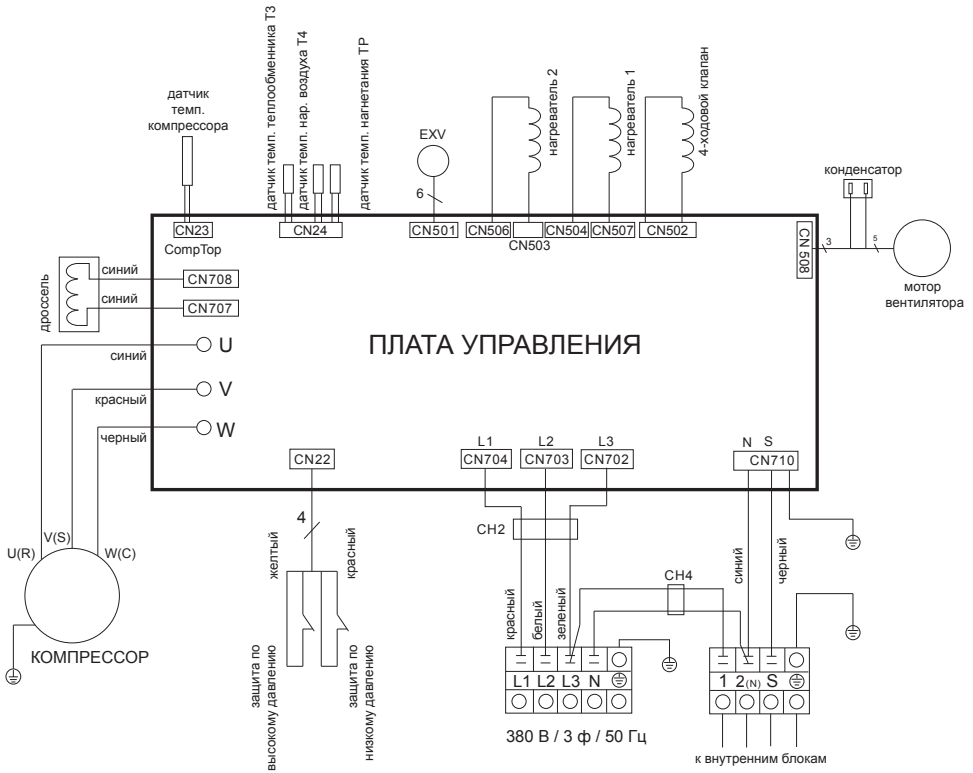 датчик
темп.
компрессора
датчик темп. теплообменника Т3
датчик темп. нар. воздуха Т4
датчик темп. нагнетания ТР
EXV
6
нагреватель 2
нагреватель 1
4-ходовой клапан
конденсатор
CN23
CompTop
CN24
CN501
CN506
CN503
CN504
CN507
CN502
CN 508
3
5
мотор
вентилятора
дроссель
синий
CN708
синий
CN707
синий
U
красный
V
черный
W
ПЛАТА УПРАВЛЕНИЯ
CN22
L1
CN704
L2
CN703
L3
CN702
N S
CN710
4
желтый
красный
CH2
CH4
синий
черный
U(R)
V(S)
W(C)
КОМПРЕССОР
защита по
высокому давлению
защита по
низкому давлению
красный
белый
зеленый
L1 L2 L3 N
1 2(N) S
380 В / 3 ф / 50 Гц
к внутренним блокам